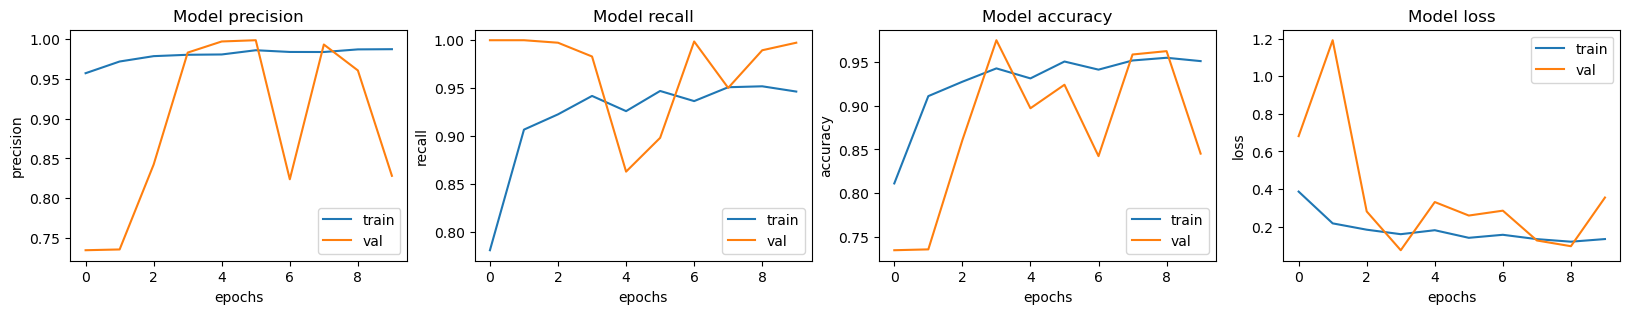 Model precision
precision
1.00
0.95
0.90
0.85
0.80
0.75
0 2 4 6 8
epochs
train
val
Model recall
recall
1.00
0.95
0.90
0.85
0.80
0 2 4 6 8
epochs
train
val
Model accuracy
accuracy
0.95
0.90
0.85
0.80
0.75
0 2 4 6 8
epochs
train
val
Model loss
loss
1.2
1.0
0.8
0.6
0.4
0.2
0 2 4 6 8
epochs
train
val